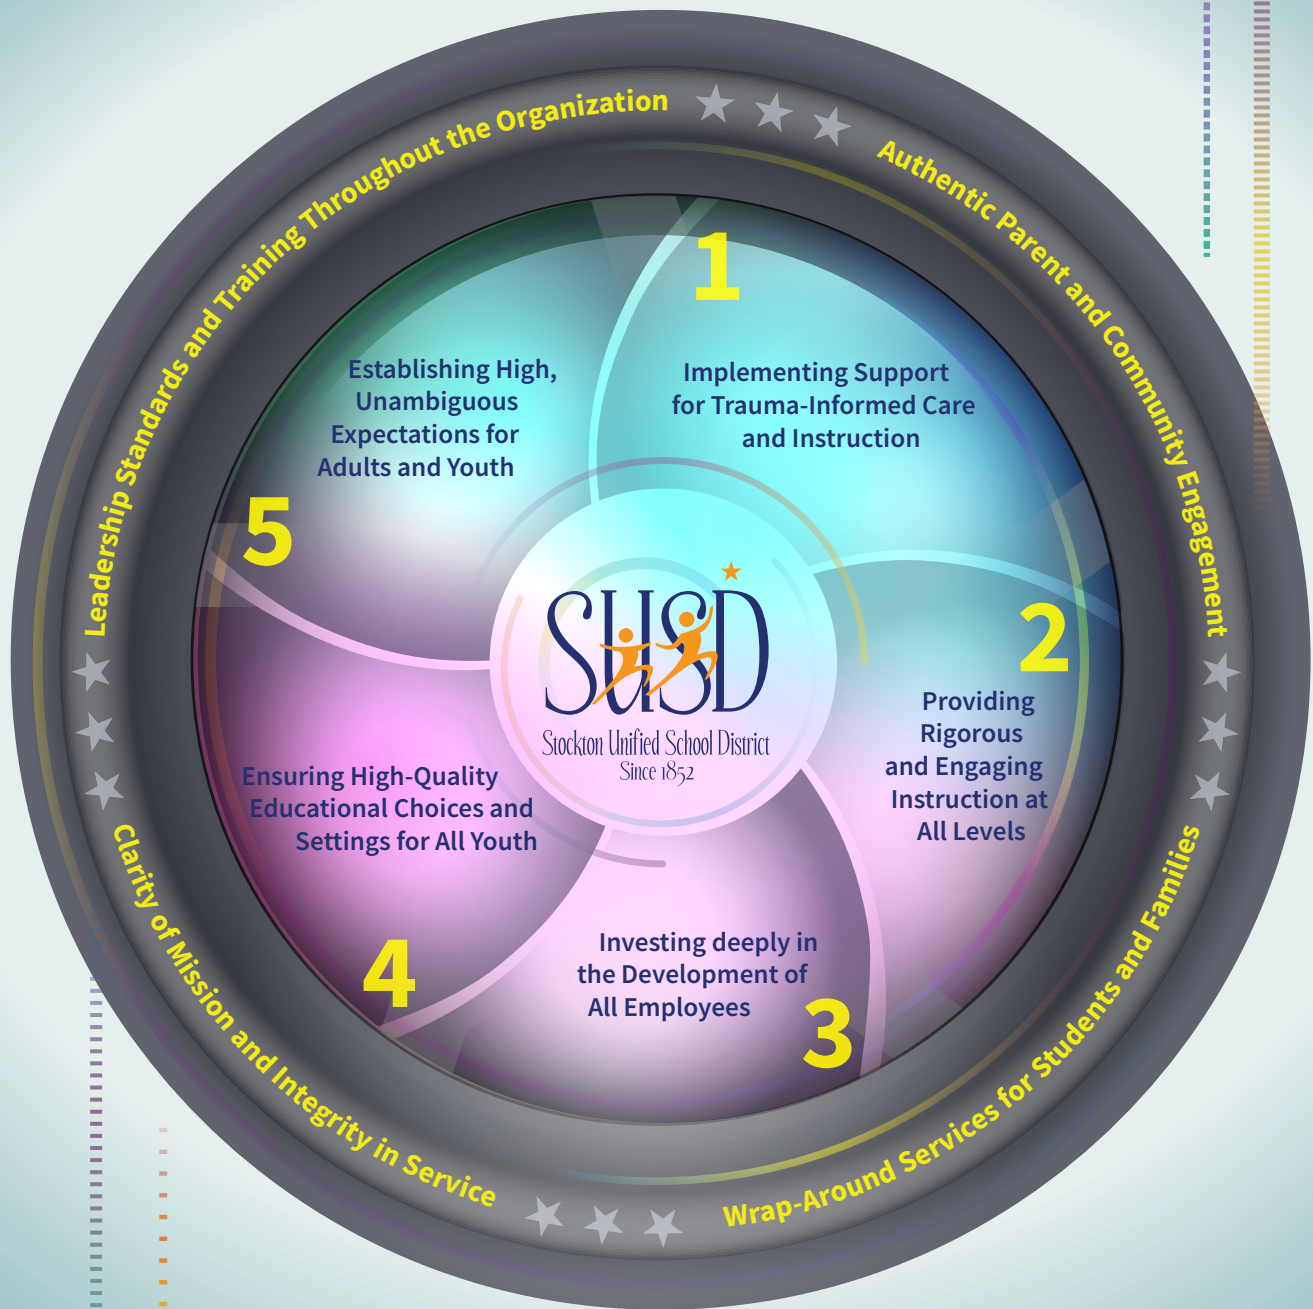 Leadership Standards and Training Throughout the Organization
Authentic Parent and Community Engagement
Wrap-Around Services for Students and Families
Clarity of Mission and Integrity in Service
1
Implementing Support
for Trauma-Informed Care
and Instruction
2
Providing
Rigorous
and Engaging
Instruction at
All Levels
3
Investing deeply in
the Development of
All Employees
4
Ensuring High-Quality
Educational Choices and
Settings for All Youth
5
Establishing High,
Unambiguous
Expectations for
Adults and Youth
SUSD
Stockton Unified School District
Since 1852